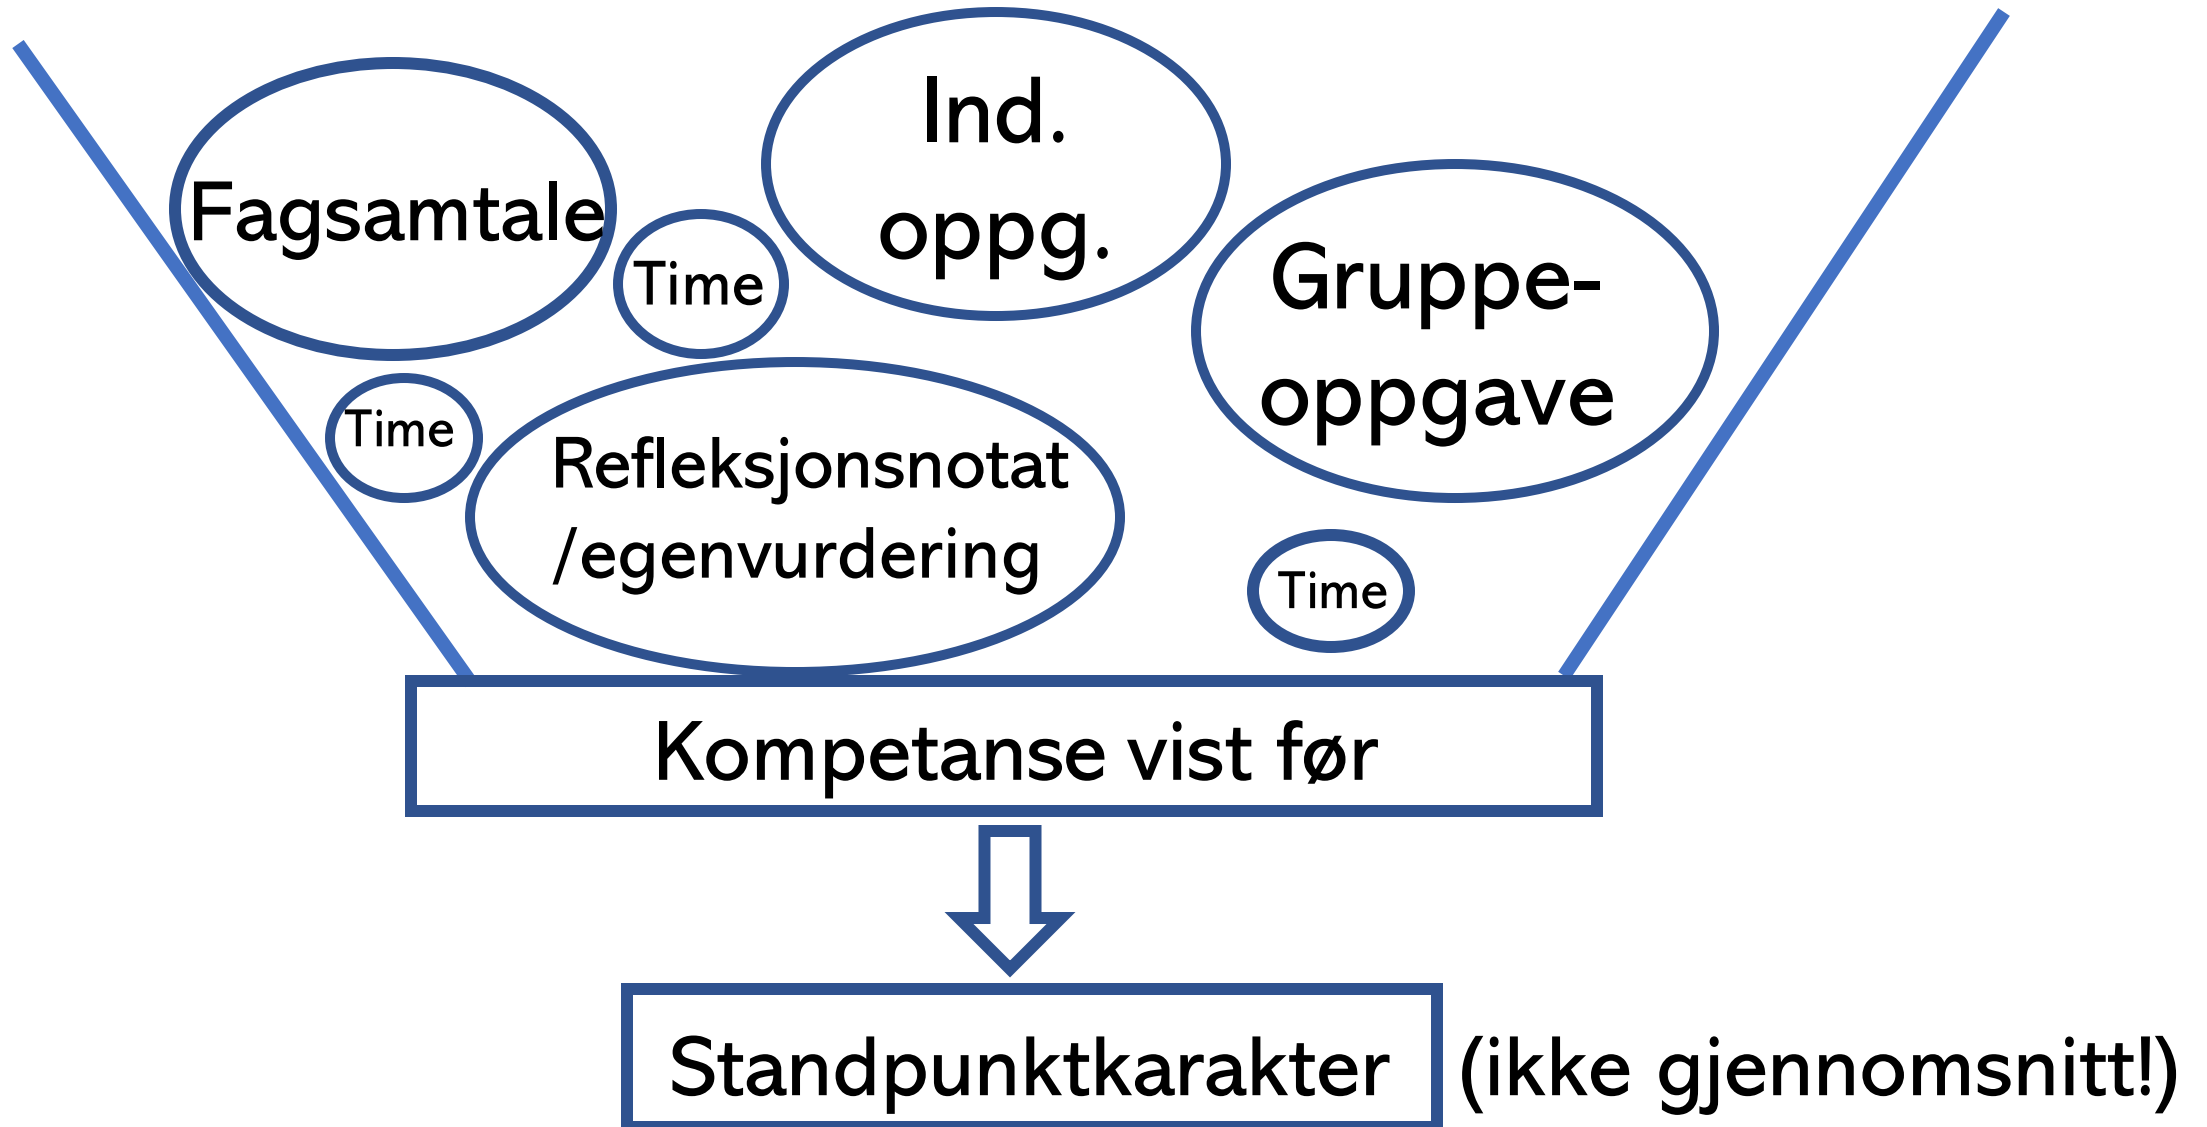 Fagsamtale
Time
Ind.
oppg.
Gruppe-
oppgave
Time
Refleksjonsnotat
/egenvurdering
Time
Kompetanse vist før
Standpunktkarakter (ikke gjennomsnitt!)